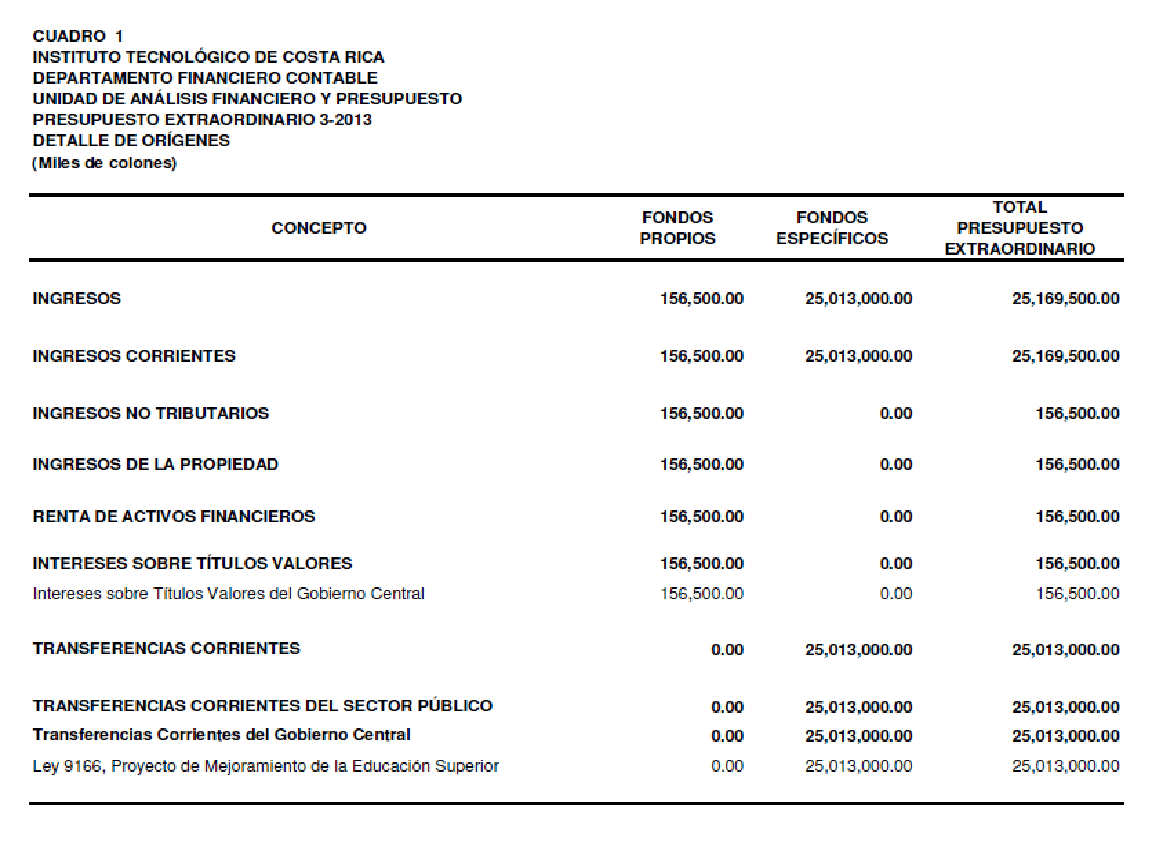 CUADRO 1
INSTITUTO TECNOLÓGICO DE COSTA RICA
DEPARTAMENTO FINANCIERO CONTABLE
UNIDAD DE ANÁLISIS FINANCIERO Y PRESUPUESTO
PRESUPUESTO EXTRAORDINARIO 3-2013
DETALLE DE ORÍGENES
(Miles de colones)
CONCEPTO FONDOS PROPIOS FONDOS ESPECÍFICOS TOTAL PRESUPUESTO EXTRAORDINARIO
INGRESOS 156,500.00 25,013,000.00 25,169,500.00
INGRESOS CORRIENTES 156,500.00 25,013,000.00 25,169,500.00
INGRESOS NO TRIBUTARIOS 156,500.00 0.00 156,500.00
INGRESOS DE LA PROPIEDAD 156,500.00 0.00 156,500.00
RENTA DE ACTIVOS FINANCIEROS 156,500.00 0.00 156,500.00
INTERESES SOBRE TÍTULOS VALORES 156,500.00 0.00 156,500.00
Intereses sobre Títulos Valores del Gobierno Central 156,500.00 0.00 156,500.00
TRANSFERENCIAS CORRIENTES 0.00 25,013,000.00 25,013,000.00
TRANSFERENCIAS CORRIENTES DEL SECTOR PÚBLICO 0.00 25,013,000.00 25,013,000.00
Transferencias Corrientes del Gobierno Central 0.00 25,013,000.00 25,013,000.00
Ley 9166, Proyecto de Mejoramiento de la Educación Superior 0.00 25,013,000.00 25,013,000.00